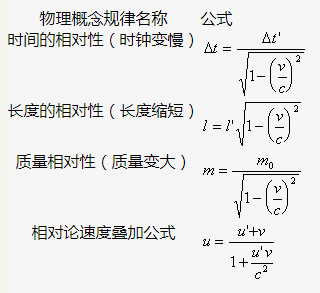 物理概念规律名称 公式
时间的相对性（时钟变慢） Δt = Δt' / √(1−(v/c)²)
长度的相对性（长度缩短） l = l'√(1−(v/c)²)
质量相对性（质量变大） m = m₀ / √(1−(v/c)²)
相对论速度叠加公式 u = (u'+v) / (1+u'v/c²)